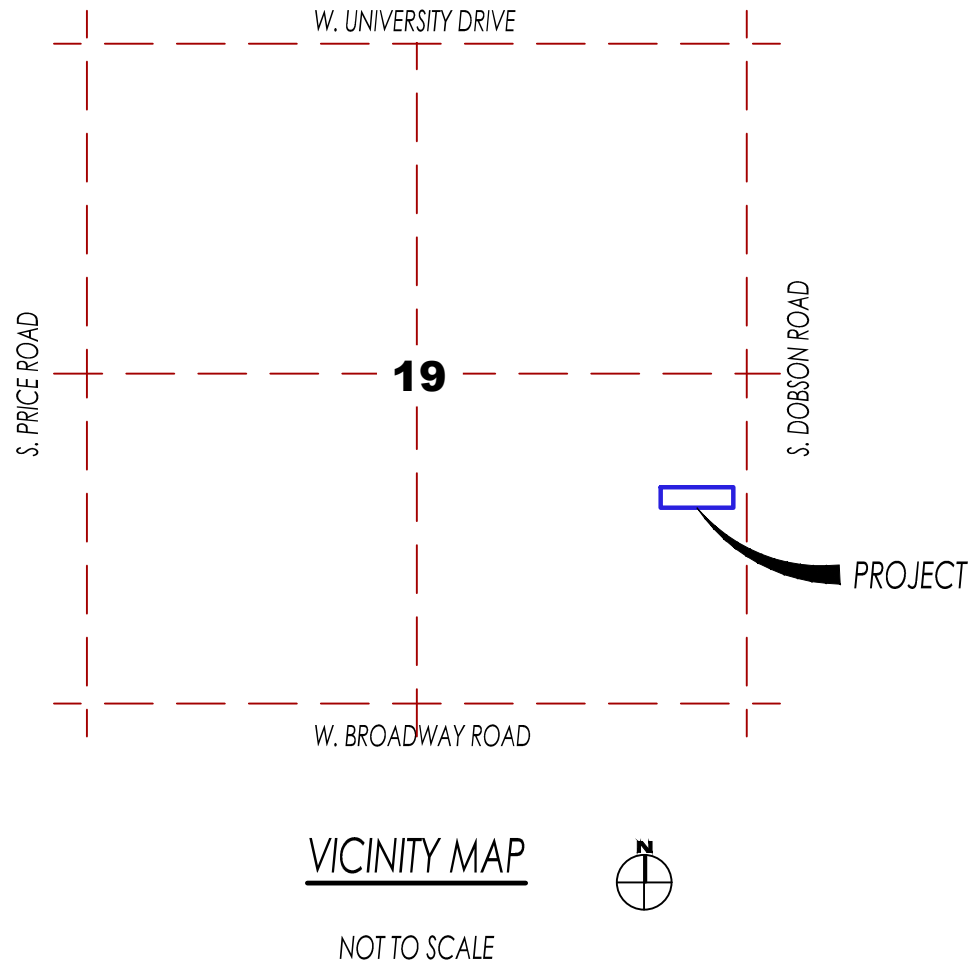 W. UNIVERSITY DRIVE
S. PRICE ROAD
19
S. DOBSON ROAD
PROJECT
W. BROADWAY ROAD
VICINITY MAP
N
NOT TO SCALE